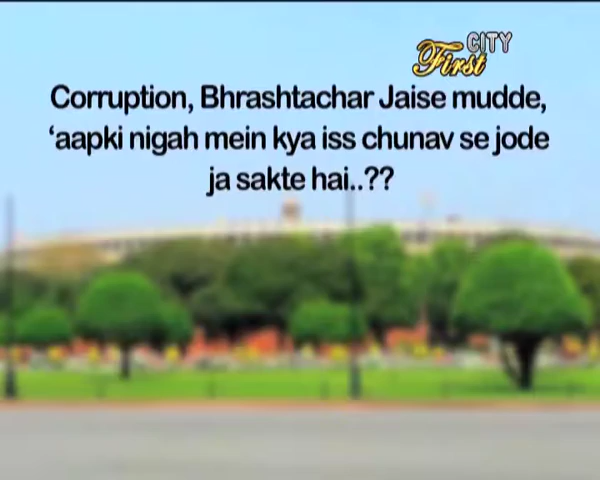 CITY
First
Corruption, Bhrashtachar Jaise mudde,
‘aapki nigah mein kya iss chunav se jode
ja sakte hai..??